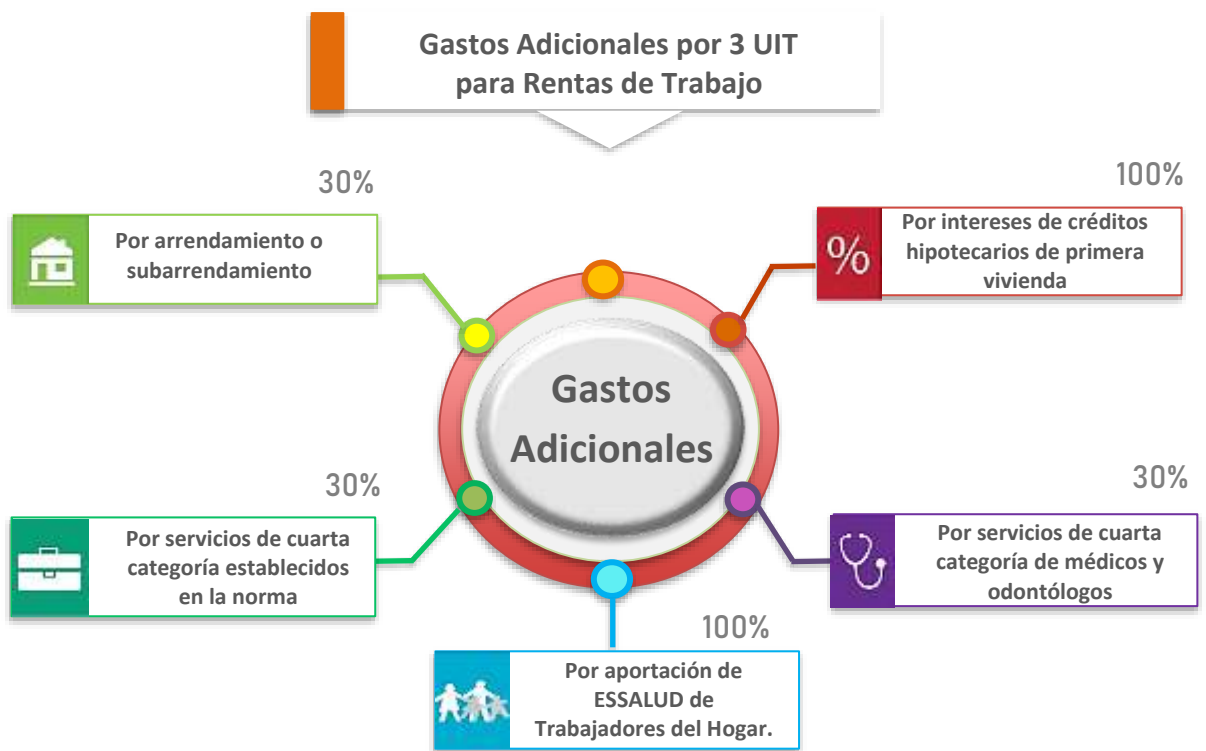 Gastos Adicionales por 3 UIT
para Rentas de Trabajo
30%
Por arrendamiento o
subarrendamiento
100%
%
Por intereses de créditos
hipotecarios de primera
vivienda
Gastos
Adicionales
30%
Por servicios de cuarta
categoría establecidos
en la norma
30%
Por servicios de cuarta
categoría de médicos y
odontólogos
100%
Por aportación de
ESSALUD de
Trabajadores del Hogar.